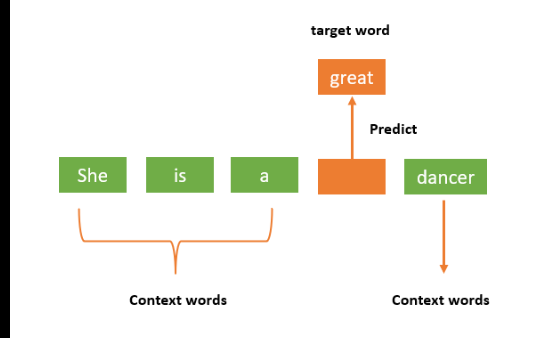 target word
great
Predict
She is a dancer
Context words Context words